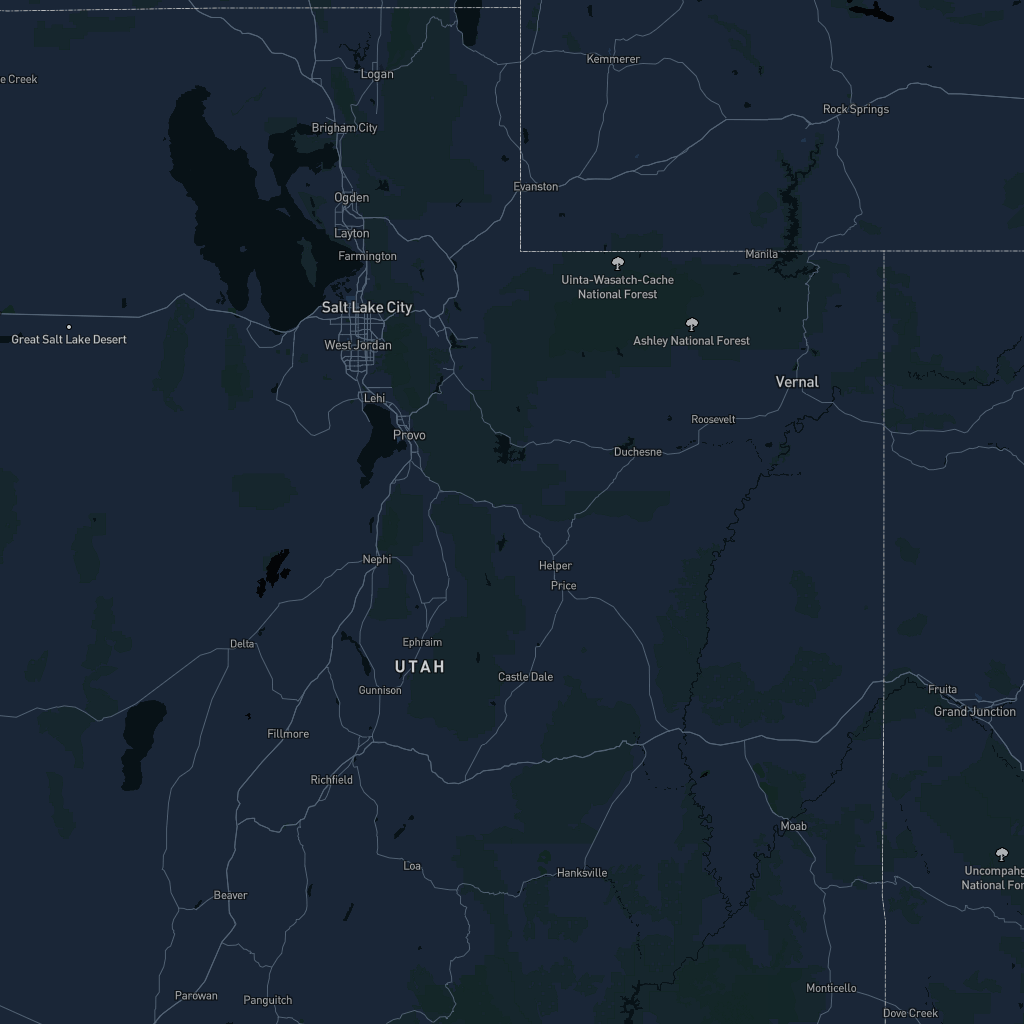 Kemmerer
Logan
e Creek
Rock Springs
Brigham City
Evanston
Ogden
Layton
Farmington
Manila
Uinta-Wasatch-Cache
National Forest
Salt Lake City
Great Salt Lake Desert
West Jordan
Ashley National Forest
Vernal
Lehi
Roosevelt
Provo
Duchesne
Nephi
Helper
Price
Delta
Ephraim
UTAH
Castle Dale
Gunnison
Fruita
Grand Junction
Fillmore
Richfield
Moab
Loa
Hanksville
Uncompahg
National For
Beaver
Monticello
Parowan
Panguitch
Dove Creek